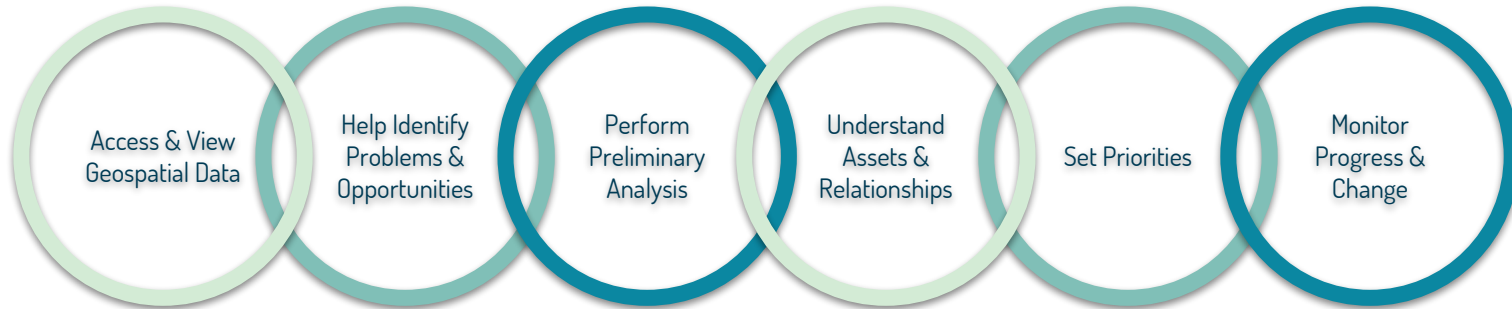 Access & View
Geospatial Data
Help Identify
Problems &
Opportunities
Perform
Preliminary
Analysis
Understand
Assets &
Relationships
Set Priorities
Monitor
Progress &
Change